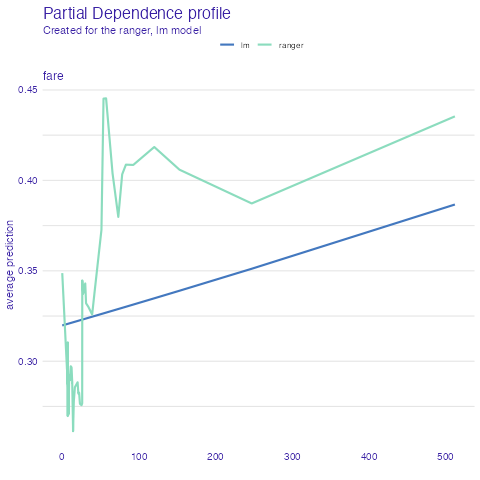 Partial Dependence profile
Created for the ranger, lm model
lm ranger
fare
0.45
0.40
0.35
0.30
average prediction
0 100 200 300 400 500